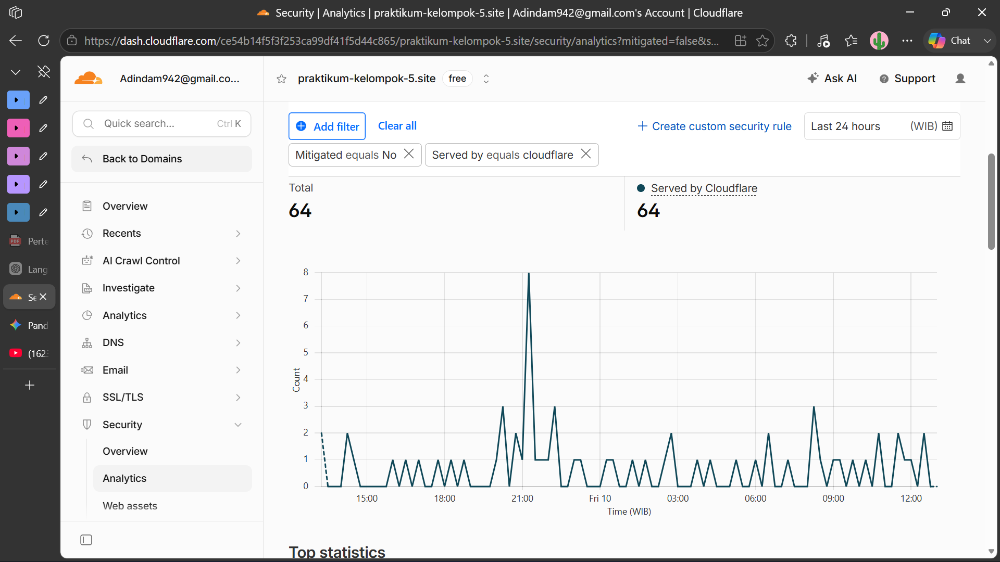 Security | Analytics | praktikum-kelompok-5.site | Adindam942@gmail.com's Account | Cloudflare
https://dash.cloudflare.com/ce54b14f5f3f253ca99df41f5d44c865/praktikum-kelompok-5.site/security/analytics?mitigated=false&s...
Chat
Adindam942@gmail.co...
praktikum-kelompok-5.site
free
Ask AI
Support
Quick search...
Ctrl K
Back to Domains
Overview
Recents
AI Crawl Control
Investigate
Analytics
DNS
Email
SSL/TLS
Security
Overview
Analytics
Web assets
PDF
Perte
Lang
Se
Pand
(162
Add filter
Clear all
Create custom security rule
Last 24 hours
(WIB)
Mitigated equals No
Served by equals cloudflare
Total
64
Served by Cloudflare
64
8
7
6
5
4
3
2
1
0
Count
15:00
18:00
21:00
Fri 10
03:00
06:00
09:00
12:00
Time (WIB)
Top statistics